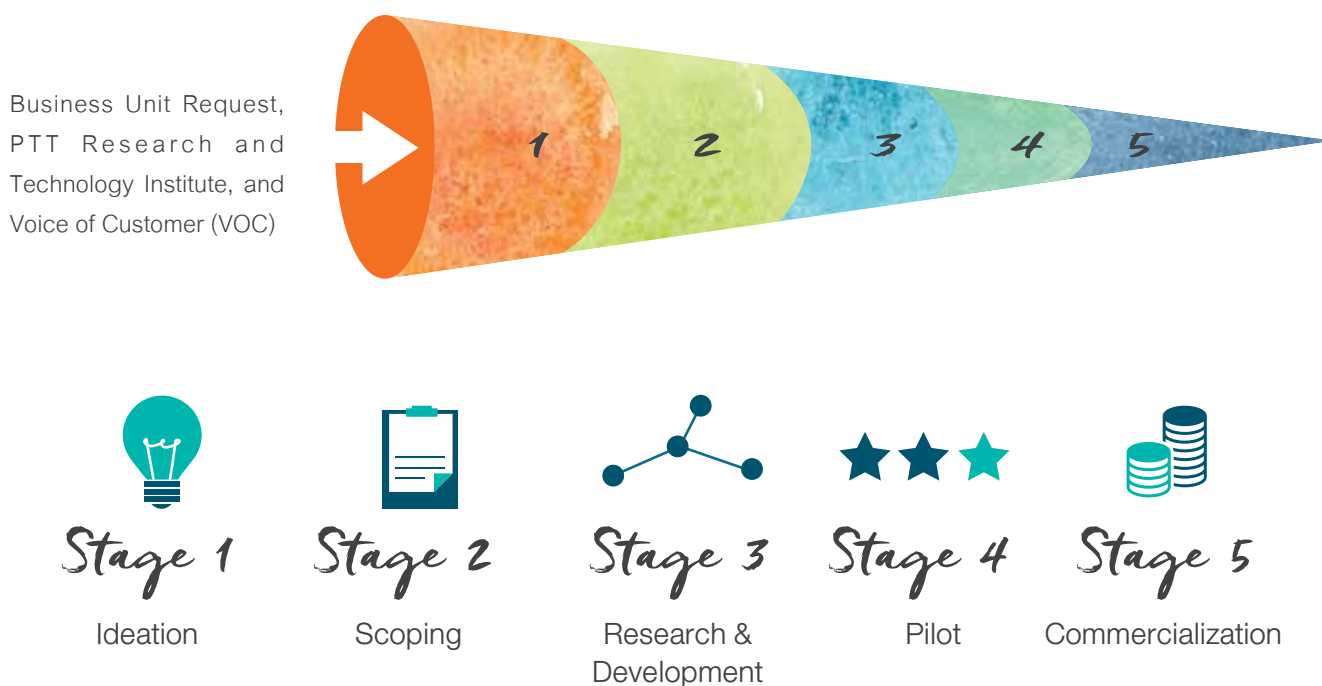 Business Unit Request,
PTT Research and
Technology Institute, and
Voice of Customer (VOC)
1
2
3
4
5
Stage 1
Stage 2
Stage 3
Stage 4
Stage 5
Ideation
Scoping
Research &
Development
Pilot
Commercialization